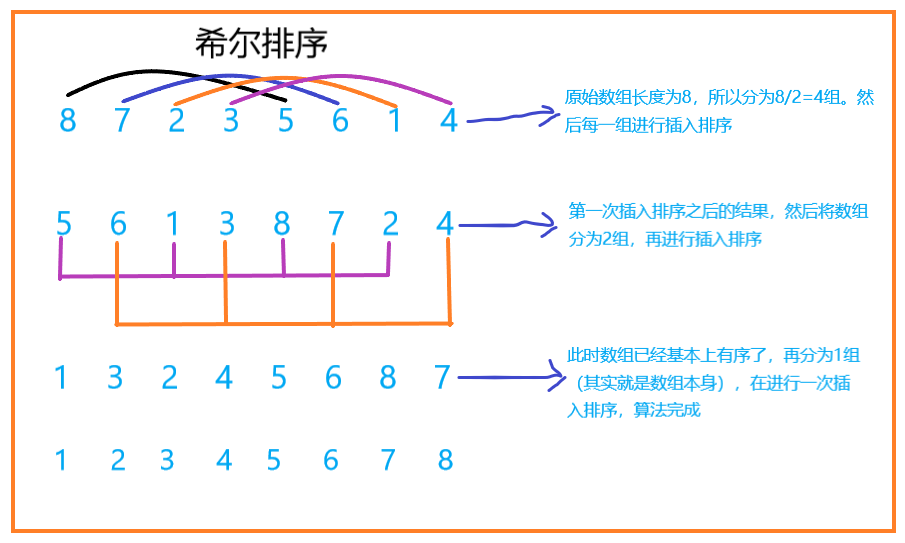 希尔排序
8 7 2 3 5 6 1 4
原始数组长度为8，所以分为8/2=4组。然
后每一组进行插入排序
5 6 1 3 8 7 2 4
第一次插入排序之后的结果，然后将数组
分为2组，再进行插入排序
1 3 2 4 5 6 8 7
此时数组已经基本上有序了，再分为1组
（其实就是数组本身），在进行一次插
入排序，算法完成
1 2 3 4 5 6 7 8